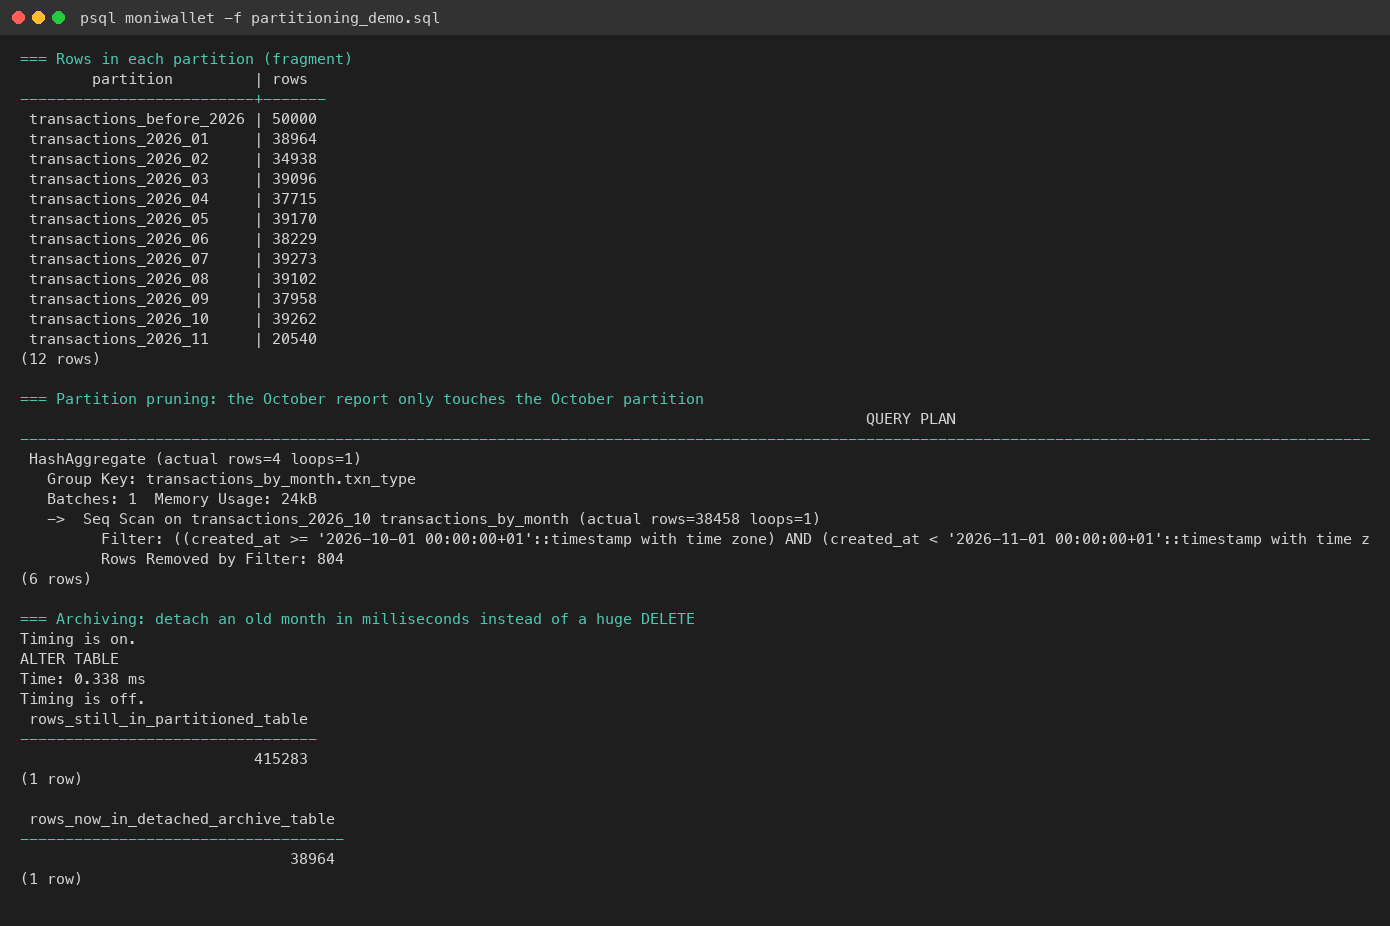 psql moniwallet -f partitioning_demo.sql
=== Rows in each partition (fragment)
        partition         | rows
--------------------------+-------
 transactions_before_2026 | 50000
 transactions_2026_01     | 38964
 transactions_2026_02     | 34938
 transactions_2026_03     | 39096
 transactions_2026_04     | 37715
 transactions_2026_05     | 39170
 transactions_2026_06     | 38229
 transactions_2026_07     | 39273
 transactions_2026_08     | 39102
 transactions_2026_09     | 37958
 transactions_2026_10     | 39262
 transactions_2026_11     | 20540
(12 rows)

=== Partition pruning: the October report only touches the October partition
                                                                                              QUERY PLAN
------------------------------------------------------------------------------------------------------------------------------------------------------
 HashAggregate (actual rows=4 loops=1)
   Group Key: transactions_by_month.txn_type
   Batches: 1  Memory Usage: 24kB
   ->  Seq Scan on transactions_2026_10 transactions_by_month (actual rows=38458 loops=1)
         Filter: ((created_at >= '2026-10-01 00:00:00+01'::timestamp with time zone) AND (created_at < '2026-11-01 00:00:00+01'::timestamp with time z
         Rows Removed by Filter: 804
(6 rows)

=== Archiving: detach an old month in milliseconds instead of a huge DELETE
Timing is on.
ALTER TABLE
Time: 0.338 ms
Timing is off.
 rows_still_in_partitioned_table
---------------------------------
                          415283
(1 row)

 rows_now_in_detached_archive_table
------------------------------------
                              38964
(1 row)